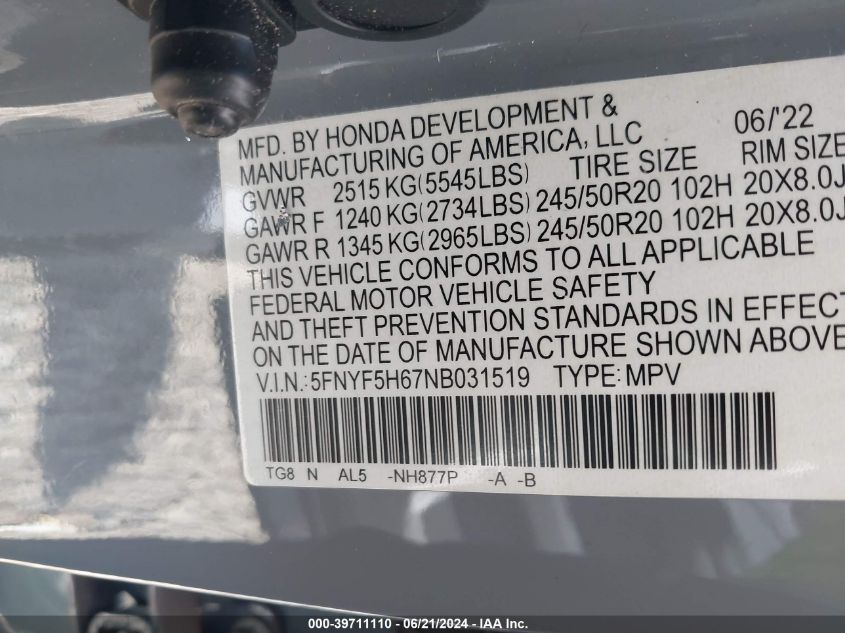 MFD. BY HONDA DEVELOPMENT & 06/'22
MANUFACTURING OF AMERICA, LLC
GVWR 2515 KG(5545LBS) TIRE SIZE RIM SIZE
GAWR F 1240 KG(2734LBS) 245/50R20 102H 20X8.0J
GAWR R 1345 KG(2965LBS) 245/50R20 102H 20X8.0J
THIS VEHICLE CONFORMS TO ALL APPLICABLE
FEDERAL MOTOR VEHICLE SAFETY
AND THEFT PREVENTION STANDARDS IN EFFECT
ON THE DATE OF MANUFACTURE SHOWN ABOVE
V.I.N.:5FNYF5H67NB031519 TYPE:MPV
TG8 N AL5 -NH877P -A -B
000-39711110 - 06/21/2024 - IAA Inc.